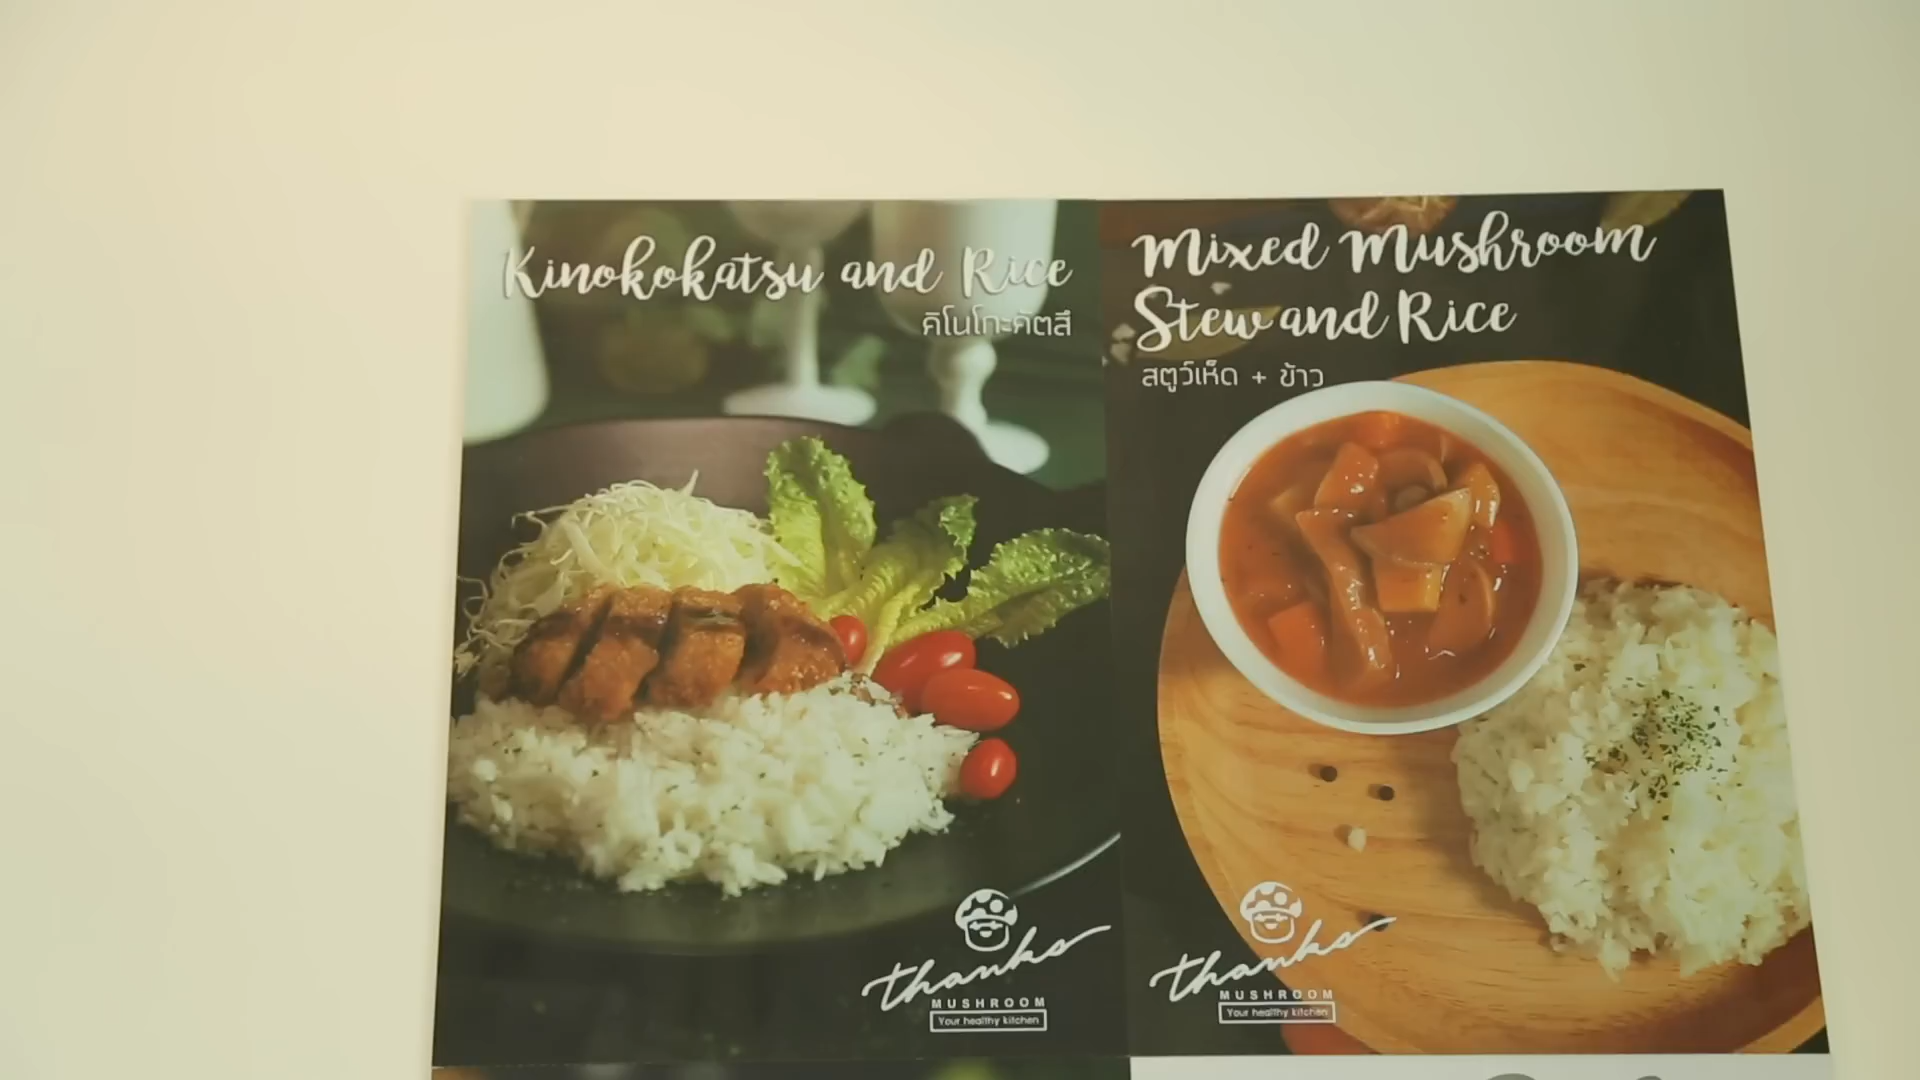 Kinokokatsu and Rice
คิโนโกะคัตสึ
thanks
MUSHROOM
Your healthy kitchen
Mixed Mushroom
Stew and Rice
สตูว์เห็ด + ข้าว
thanks
MUSHROOM
Your healthy kitchen